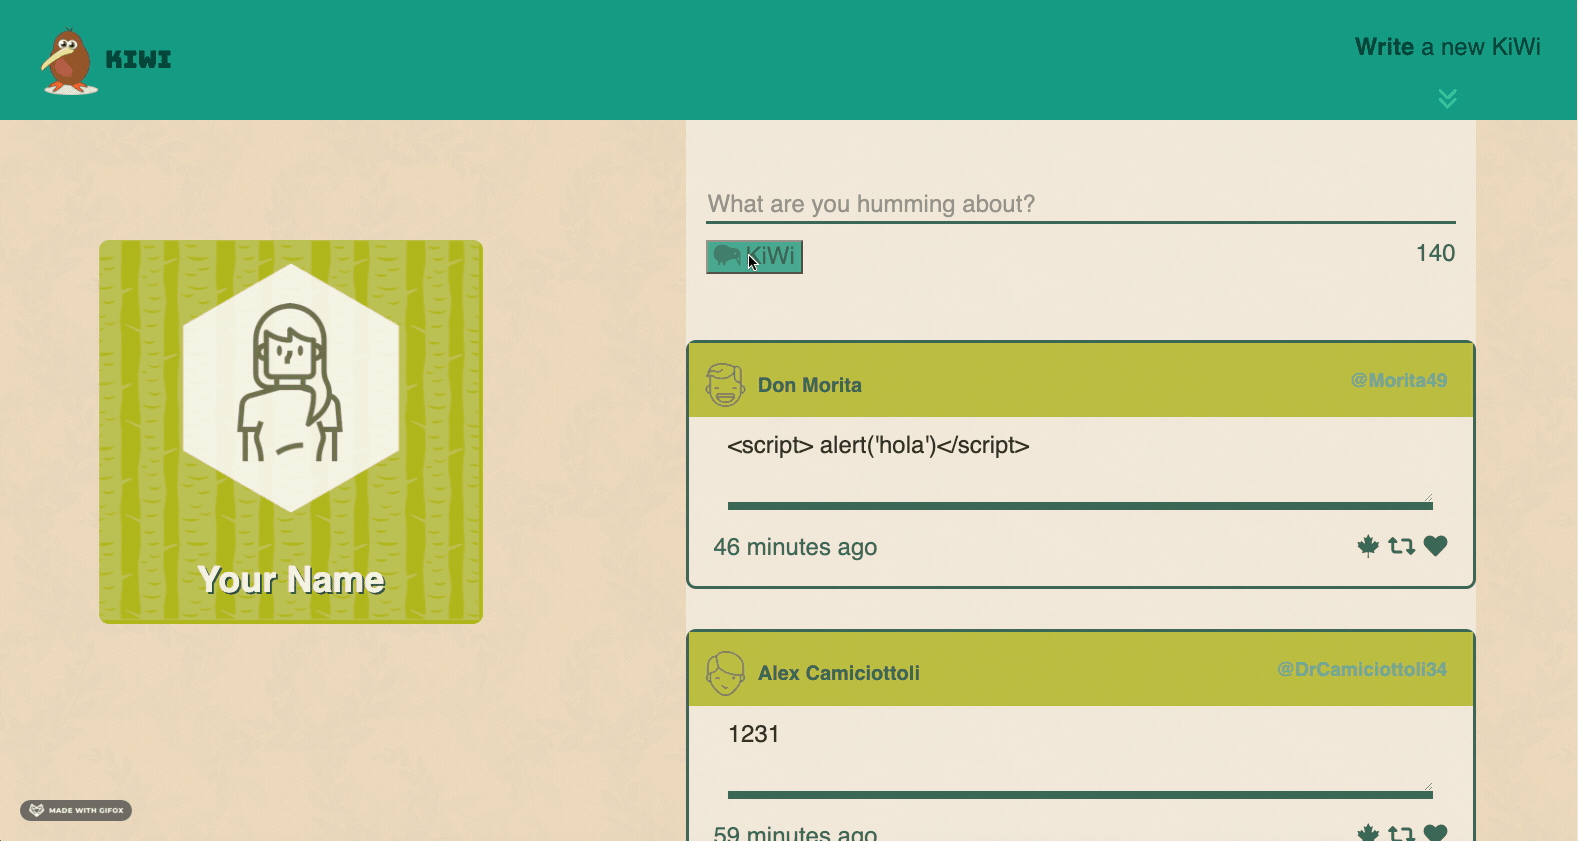 KIWI
Write a new KiWi
What are you humming about?
KiWi
140
Your Name
Don Morita
@Morita49
<script> alert('hola')</script>
46 minutes ago
Alex Camiciottoli
@DrCamiciottoli34
1231
59 minutes ago
MADE WITH GIFOX